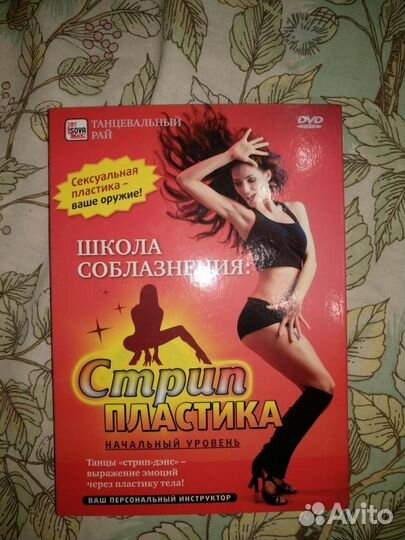 SOVA
ТАНЦЕВАЛЬНЫЙ
РАЙ
DVD
Сексуальная
пластика –
ваше оружие!
ШКОЛА
СОБЛАЗНЕНИЯ:
Стрип
ПЛАСТИКА
НАЧАЛЬНЫЙ УРОВЕНЬ
Танцы «стрип-дэнс» –
выражение эмоций
через пластику тела!
ВАШ ПЕРСОНАЛЬНЫЙ ИНСТРУКТОР
Avito